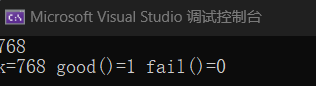 Microsoft Visual Studio 调试控制台
768
k=768 good()=1 fail()=0